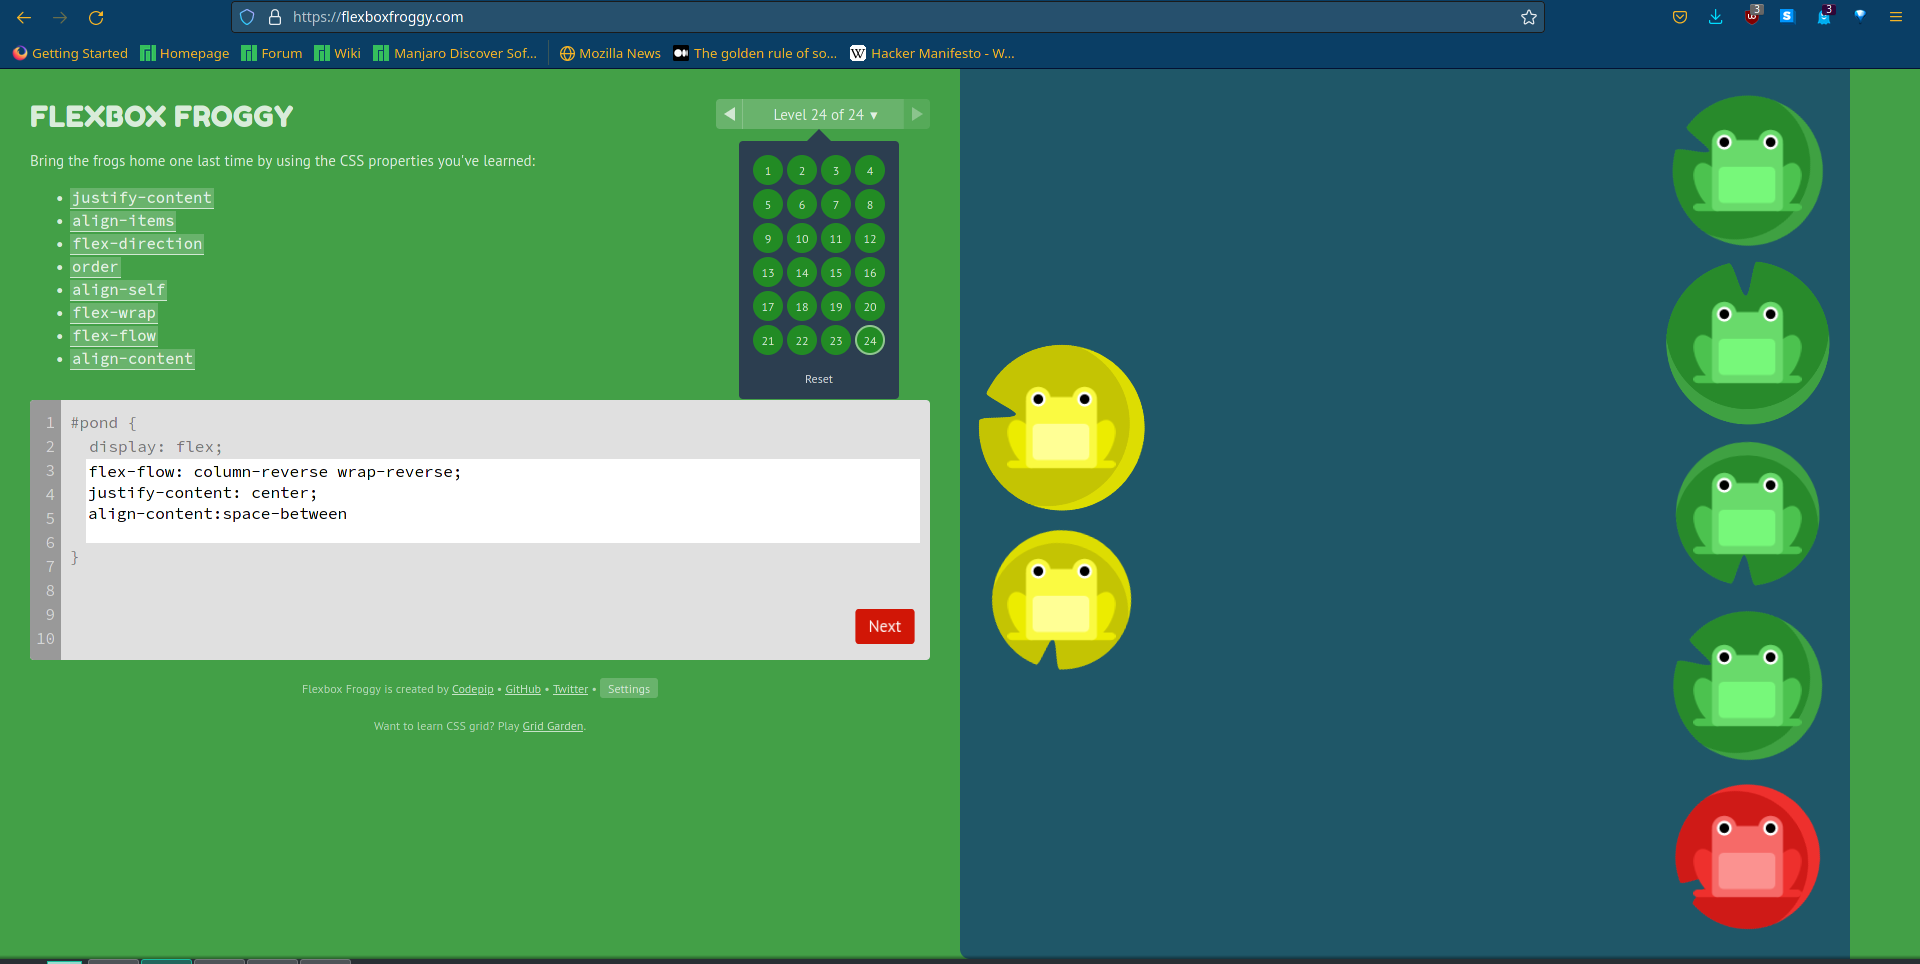 https://flexboxfroggy.com
3
3
Getting Started
Homepage
Forum
Wiki
Manjaro Discover Sof...
Mozilla News
The golden rule of so...
W
Hacker Manifesto - W...
FLEXBOX FROGGY
◀ Level 24 of 24 ▾ ▶
Bring the frogs home one last time by using the CSS properties you've learned:
• justify-content
• align-items
• flex-direction
• order
• align-self
• flex-wrap
• flex-flow
• align-content
1 2 3 4
5 6 7 8
9 10 11 12
13 14 15 16
17 18 19 20
21 22 23 24
Reset
1 #pond {
2 display: flex;
3 flex-flow: column-reverse wrap-reverse;
4 justify-content: center;
5 align-content:space-between
6
7 }
8
9
10
Next
Flexbox Froggy is created by Codepip • GitHub • Twitter • Settings
Want to learn CSS grid? Play Grid Garden.